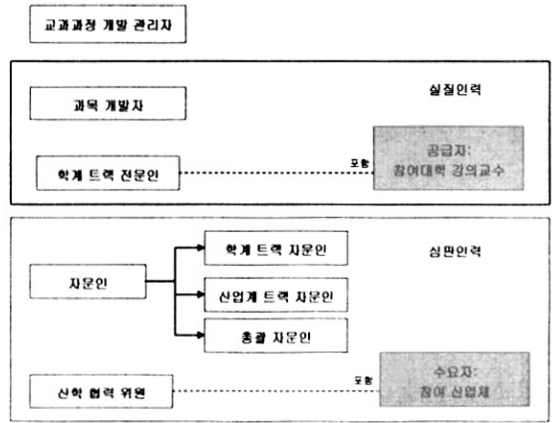 교과과정 개발 관리자
실질인력
과목 개발자
공급자:
참여대학 강의교수
포함
학계 트랙 전문인
학계 트랙 자문인
심판인력
자문인
산업계 트랙 자문인
총괄 자문인
수요자:
참여 산업체
포함
산학 협력 위원